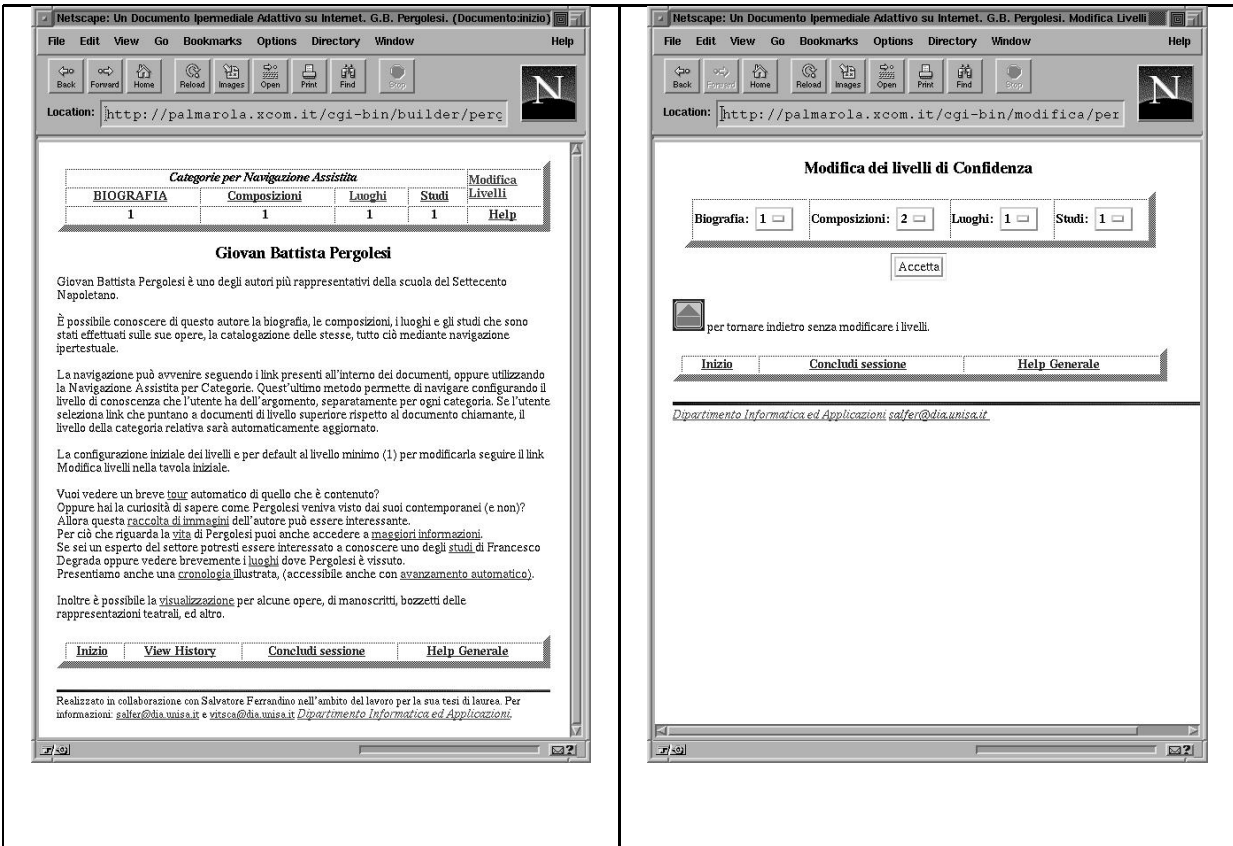 Netscape: Un Documento Ipermediale Adattivo su Internet. G.B. Pergolesi. (Documento:inizio)
File Edit View Go Bookmarks Options Directory Window Help
Back Forward Home Reload Images Open Print Find Stop
N
Location: http://palmarola.xcom.it/cgi-bin/builder/perg
Categorie per Navigazione Assistita
Modifica
Livelli
BIOGRAFIA Composizioni Luoghi Studi
1 1 1 1 Help
Giovan Battista Pergolesi
Giovan Battista Pergolesi è uno degli autori più rappresentativi della scuola del Settecento
Napoletano.
È possibile conoscere di questo autore la biografia, le composizioni, i luoghi e gli studi che sono
stati effettuati sulle sue opere, la catalogazione delle stesse, tutto ciò mediante navigazione
ipertestuale.
La navigazione può avvenire seguendo i link presenti all'interno dei documenti, oppure utilizzando
la Navigazione Assistita per Categorie. Quest'ultimo metodo permette di navigare configurando il
livello di conoscenza che l'utente ha dell'argomento, separatamente per ogni categoria. Se l'utente
seleziona link che puntano a documenti di livello superiore rispetto al documento chiamante, il
livello della categoria relativa sarà automaticamente aggiornato.
La configurazione iniziale dei livelli e per default al livello minimo (1) per modificarla seguire il link
Modifica livelli nella tavola iniziale.
Vuoi vedere un breve tour automatico di quello che è contenuto?
Oppure hai la curiosità di sapere come Pergolesi veniva visto dai suoi contemporanei (e non)?
Allora questa raccolta di immagini dell'autore può essere interessante.
Per ciò che riguarda la vita di Pergolesi puoi anche accedere a maggiori informazioni.
Se sei un esperto del settore potresti essere interessato a conoscere uno degli studi di Francesco
Degrada oppure vedere brevemente i luoghi dove Pergolesi è vissuto.
Presentiamo anche una cronologia illustrata, (accessibile anche con avanzamento automatico).
Inoltre è possibile la visualizzazione per alcune opere, di manoscritti, bozzetti delle
rappresentazioni teatrali, ed altro.
Inizio View History Concludi sessione Help Generale
Realizzato in collaborazione con Salvatore Ferrandino nell'ambito del lavoro per la sua tesi di laurea. Per
informazioni: salfer@dia.unisa.it e vitsca@dia.unisa.it Dipartimento Informatica ed Applicazioni.
?
Netscape: Un Documento Ipermediale Adattivo su Internet. G.B. Pergolesi. Modifica Livelli
File Edit View Go Bookmarks Options Directory Window Help
Back Forward Home Reload Images Open Print Find Stop
N
Location: http://palmarola.xcom.it/cgi-bin/modifica/per
Modifica dei livelli di Confidenza
Biografia: 1 Composizioni: 2 Luoghi: 1 Studi: 1
Accetta
per tornare indietro senza modificare i livelli.
Inizio Concludi sessione Help Generale
Dipartimento Informatica ed Applicazioni salfer@dia.unisa.it
?